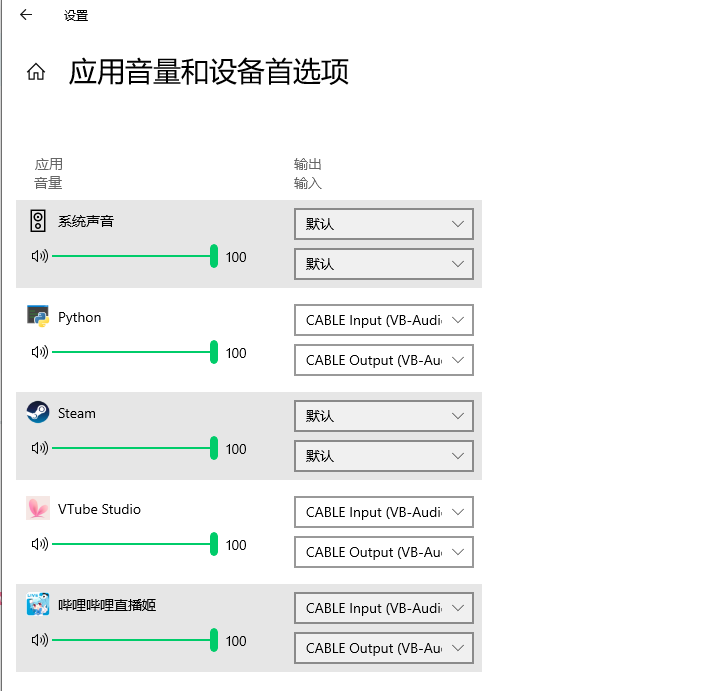 设置
应用音量和设备首选项
应用
音量
输出
输入
系统声音
默认
100
默认
Python
CABLE Input (VB-Audi
100
CABLE Output (VB-Au
Steam
默认
100
默认
VTube Studio
CABLE Input (VB-Audi
100
CABLE Output (VB-Au
LIVE
哔哩哔哩直播姬
CABLE Input (VB-Audi
100
CABLE Output (VB-Au